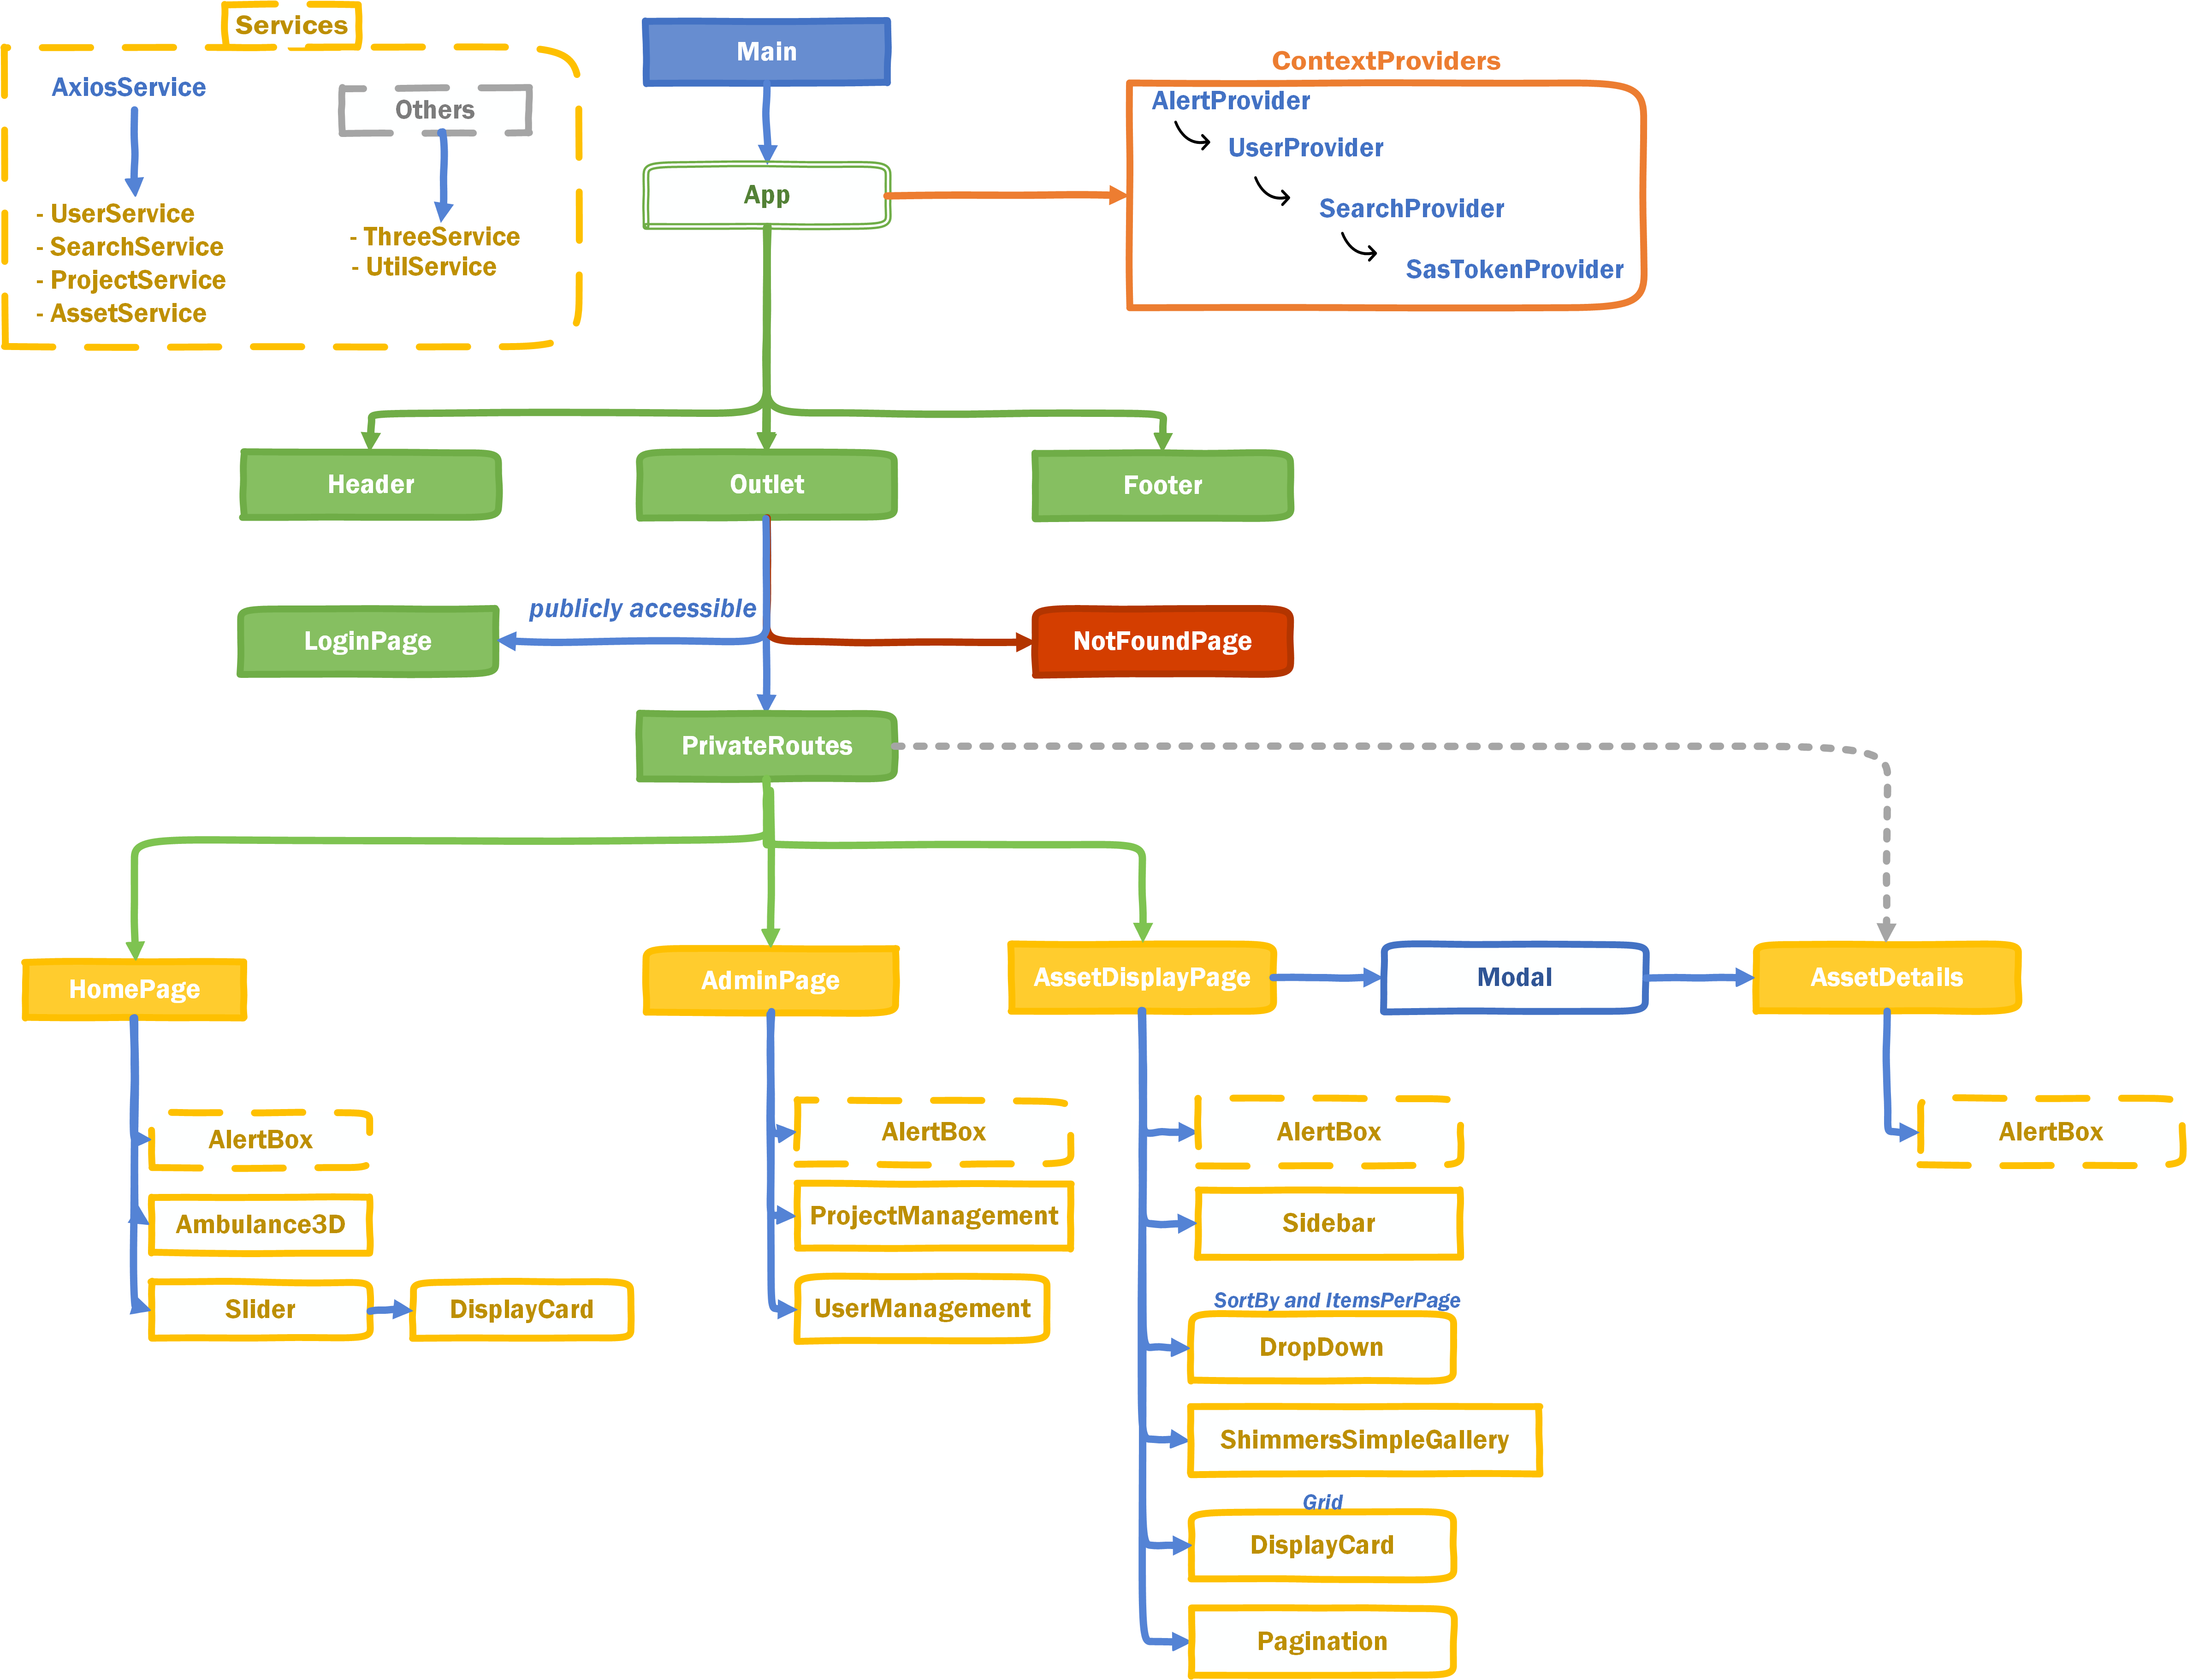 Services
AxiosService
- UserService
- SearchService
- ProjectService
- AssetService
Others
- ThreeService
- UtilService
Main
App
ContextProviders
AlertProvider
UserProvider
SearchProvider
SasTokenProvider
Header
Outlet
Footer
publicly accessible
LoginPage
NotFoundPage
PrivateRoutes
HomePage
AdminPage
AssetDisplayPage
Modal
AssetDetails
AlertBox
Ambulance3D
Slider
DisplayCard
AlertBox
ProjectManagement
UserManagement
AlertBox
Sidebar
SortBy and ItemsPerPage
DropDown
ShimmersSimpleGallery
Grid
DisplayCard
Pagination
AlertBox